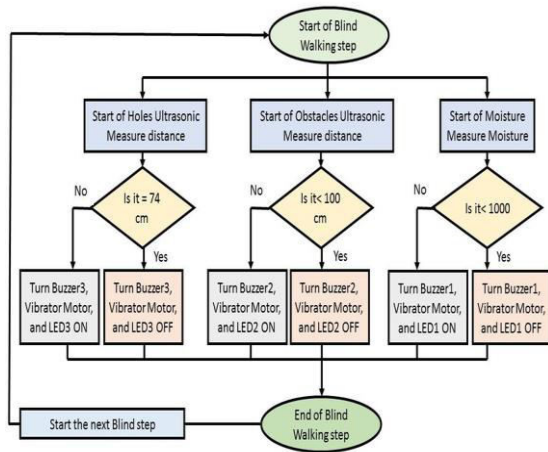 Start of Blind
Walking step
Start of Holes Ultrasonic
Measure distance
Start of Obstacles Ultrasonic
Measure distance
Start of Moisture
Measure Moisture
Is it = 74
cm
Is it< 100
cm
Is it< 1000
No
Yes
No
Yes
No
Yes
Turn Buzzer3,
Vibrator Motor,
and LED3 ON
Turn Buzzer3,
Vibrator Motor,
and LED3 OFF
Turn Buzzer2,
Vibrator Motor,
and LED2 ON
Turn Buzzer2,
Vibrator Motor,
and LED2 OFF
Turn Buzzer1,
Vibrator Motor,
and LED1 ON
Turn Buzzer1,
Vibrator Motor,
and LED1 OFF
Start the next Blind step
End of Blind
Walking step